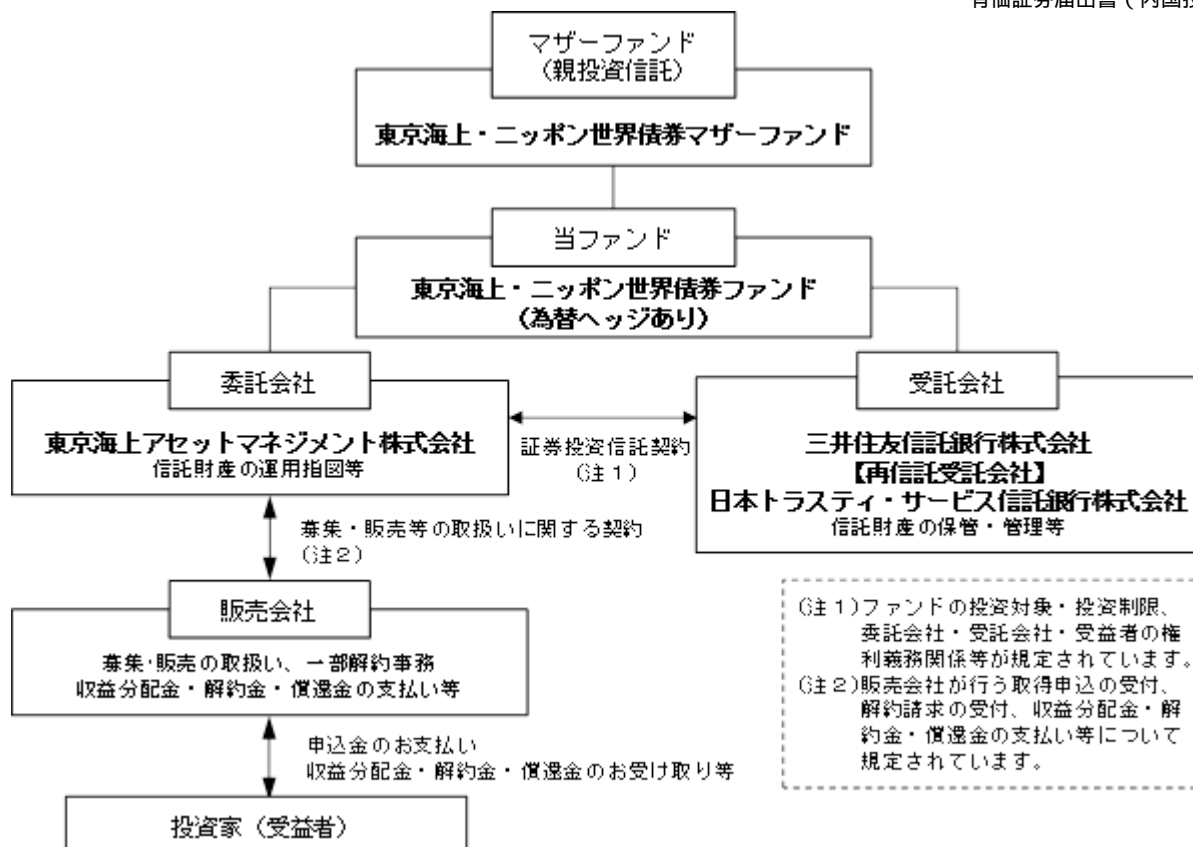 有価証券届出書（内国投
マザーファンド
（親投資信託）
東京海上・ニッポン世界債券マザーファンド
当ファンド
東京海上・ニッポン世界債券ファンド
（為替ヘッジあり）
委託会社
東京海上アセットマネジメント株式会社
信託財産の運用指図等
証券投資信託契約
（注１）
受託会社
三井住友信託銀行株式会社
【再信託受託会社】
日本トラスティ・サービス信託銀行株式会社
信託財産の保管・管理等
募集・販売等の取扱いに関する契約
（注２）
販売会社
募集・販売の取扱い、一部解約事務
収益分配金・解約金・償還金の支払い等
（注１）ファンドの投資対象・投資制限、
委託会社・受託会社・受益者の権
利義務関係等が規定されています。
（注２）販売会社が行う取得申込の受付、
解約請求の受付、収益分配金・解
約金・償還金の支払い等について
規定されています。
申込金のお支払い
収益分配金・解約金・償還金のお受け取り等
投資家（受益者）